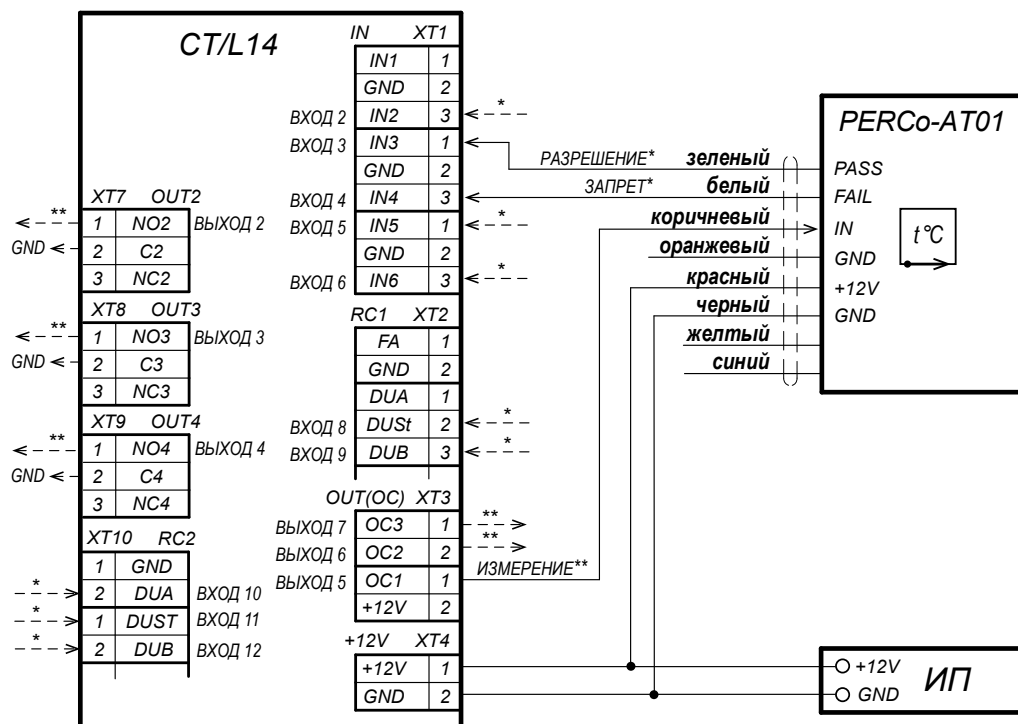 CT/L14
IN XT1
IN1 1
GND 2
ВХОД 2 IN2 3 *
ВХОД 3 IN3 1
GND 2
ВХОД 4 IN4 3
ВХОД 5 IN5 1 *
GND 2
ВХОД 6 IN6 3 *
RC1 XT2
FA 1
GND 2
DUA 1
ВХОД 8 DUSt 2 *
ВХОД 9 DUB 3 *
OUT(OC) XT3
ВЫХОД 7 OC3 1 **
ВЫХОД 6 OC2 2 **
ВЫХОД 5 OC1 1 ИЗМЕРЕНИЕ**
+12V 2
+12V XT4
+12V 1
GND 2
XT7 OUT2
** 1 NO2 ВЫХОД 2
GND 2 C2
3 NC2
XT8 OUT3
** 1 NO3 ВЫХОД 3
GND 2 C3
3 NC3
XT9 OUT4
** 1 NO4 ВЫХОД 4
GND 2 C4
3 NC4
XT10 RC2
1 GND
* 2 DUA ВХОД 10
* 1 DUST ВХОД 11
* 2 DUB ВХОД 12
PERCo-AT01
РАЗРЕШЕНИЕ* зеленый PASS
ЗАПРЕТ* белый FAIL
коричневый IN
оранжевый GND
красный +12V
черный GND
желтый
синий
t°C
+12V
GND
ИП